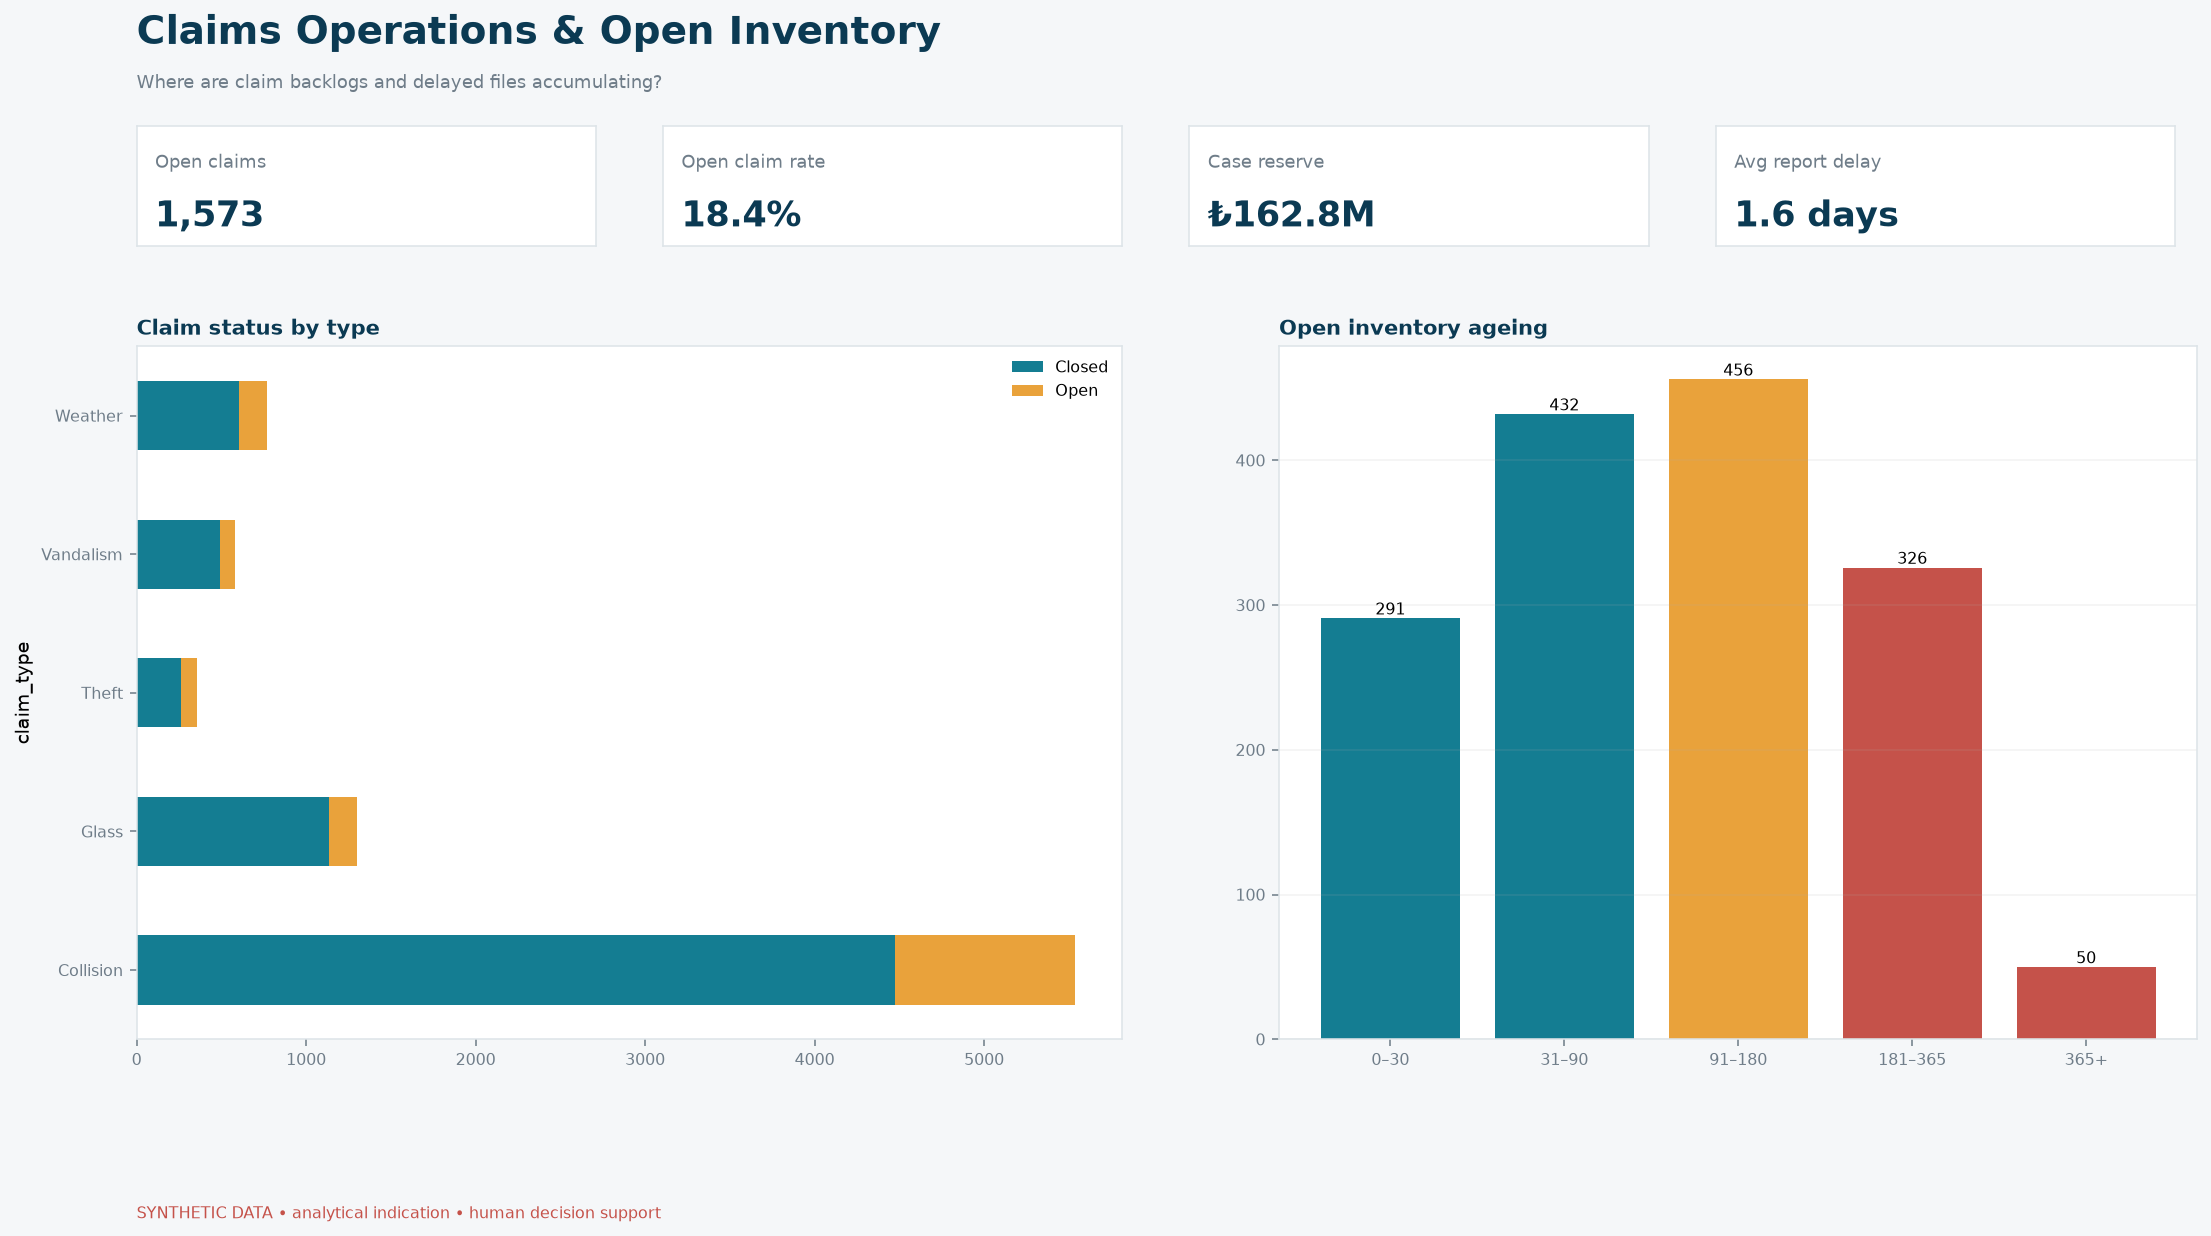 Claims Operations & Open Inventory
Where are claim backlogs and delayed files accumulating?
Open claims
1,573
Open claim rate
18.4%
Case reserve
₺162.8M
Avg report delay
1.6 days
Claim status by type
Closed
Open
claim_type
Weather
Vandalism
Theft
Glass
Collision
0 1000 2000 3000 4000 5000
Open inventory ageing
400
300
200
100
0
291
432
456
326
50
0–30 31–90 91–180 181–365 365+
SYNTHETIC DATA • analytical indication • human decision support